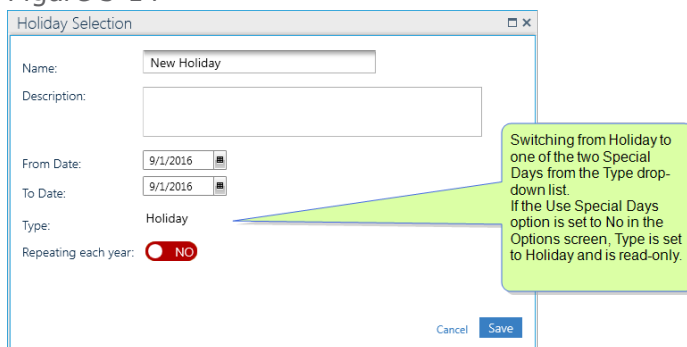 Holiday Selection
Name:
New Holiday
Description:
From Date:
9/1/2016
To Date:
9/1/2016
Type:
Holiday
Repeating each year:
NO
Switching from Holiday to
one of the two Special
Days from the Type drop-
down list.
If the Use Special Days
option is set to No in the
Options screen, Type is set
to Holiday and is read-only.
Cancel
Save